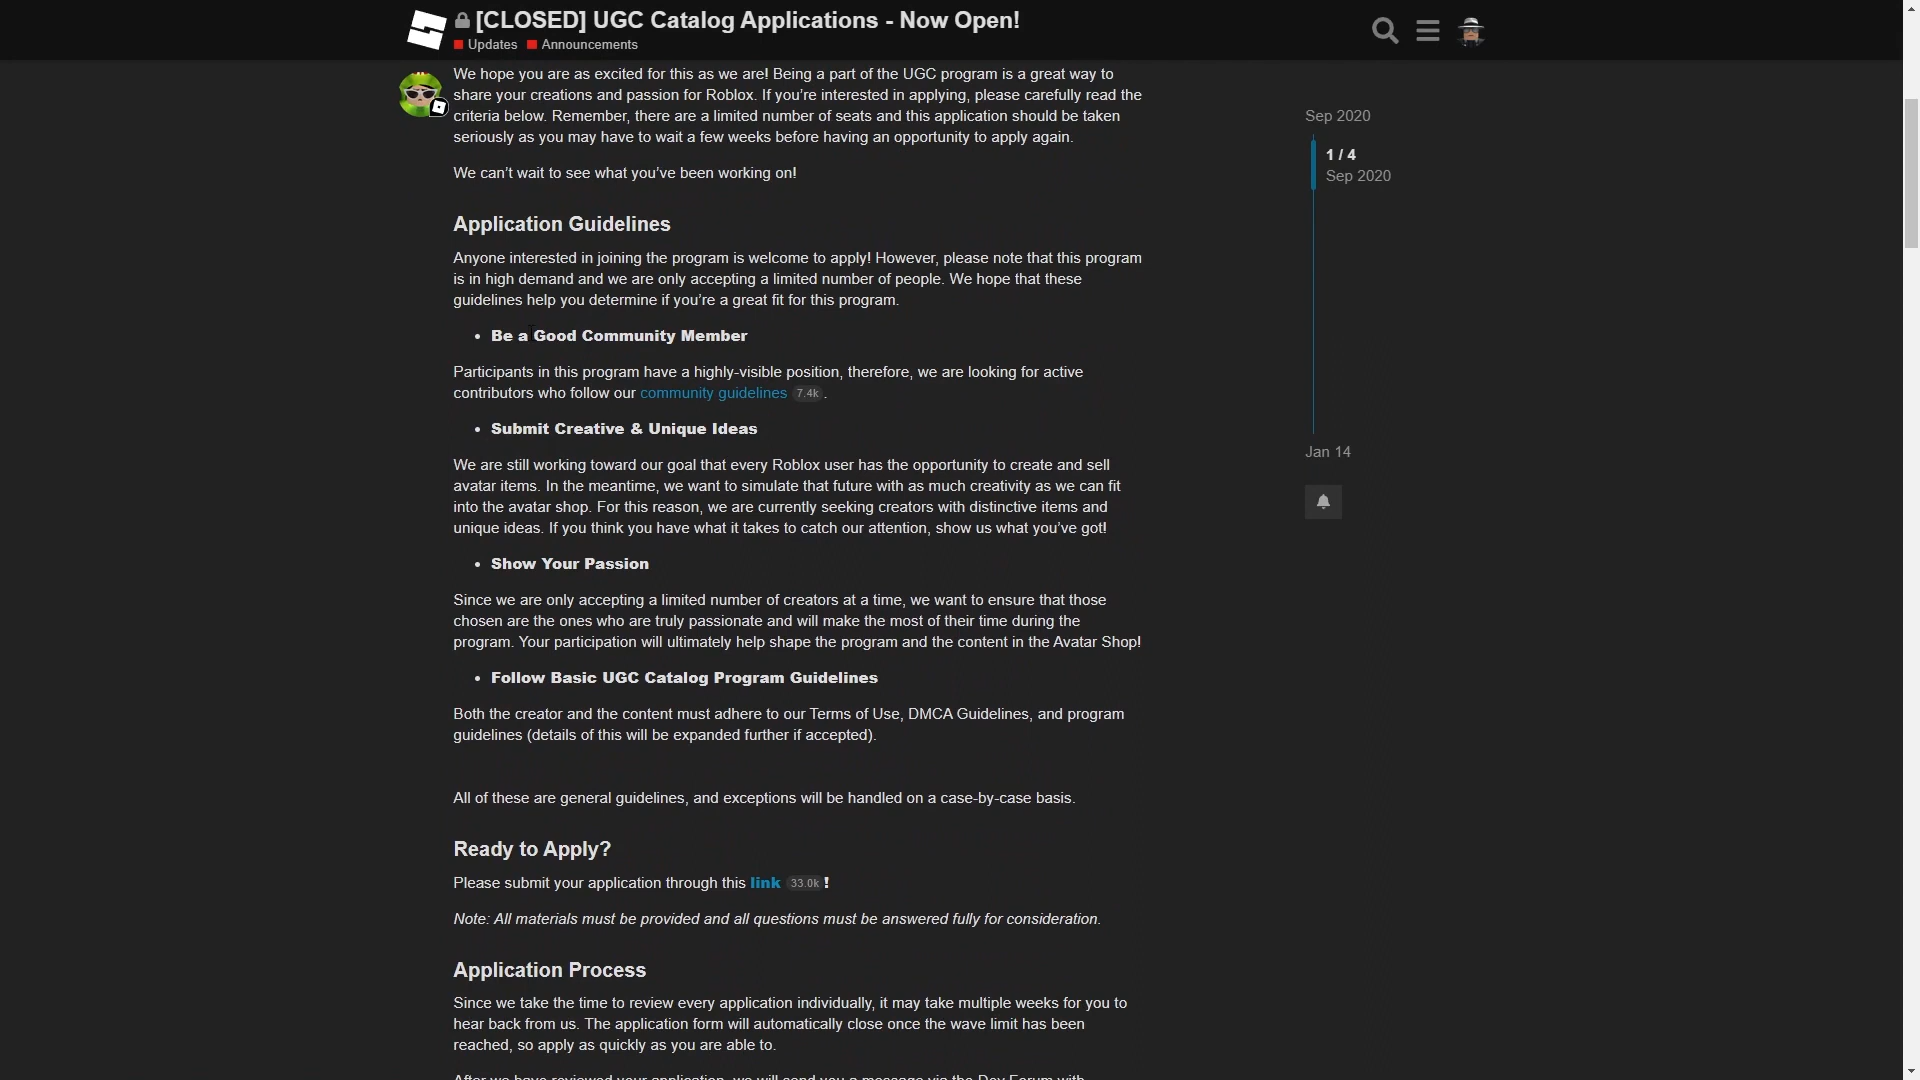 [CLOSED] UGC Catalog Applications - Now Open!
Updates Announcements
We hope you are as excited for this as we are! Being a part of the UGC program is a great way to
share your creations and passion for Roblox. If you’re interested in applying, please carefully read the
criteria below. Remember, there are a limited number of seats and this application should be taken
seriously as you may have to wait a few weeks before having an opportunity to apply again.
We can’t wait to see what you’ve been working on!
Application Guidelines
Anyone interested in joining the program is welcome to apply! However, please note that this program
is in high demand and we are only accepting a limited number of people. We hope that these
guidelines help you determine if you’re a great fit for this program.
• Be a Good Community Member
Participants in this program have a highly-visible position, therefore, we are looking for active
contributors who follow our community guidelines 7.4k .
• Submit Creative & Unique Ideas
We are still working toward our goal that every Roblox user has the opportunity to create and sell
avatar items. In the meantime, we want to simulate that future with as much creativity as we can fit
into the avatar shop. For this reason, we are currently seeking creators with distinctive items and
unique ideas. If you think you have what it takes to catch our attention, show us what you’ve got!
• Show Your Passion
Since we are only accepting a limited number of creators at a time, we want to ensure that those
chosen are the ones who are truly passionate and will make the most of their time during the
program. Your participation will ultimately help shape the program and the content in the Avatar Shop!
• Follow Basic UGC Catalog Program Guidelines
Both the creator and the content must adhere to our Terms of Use, DMCA Guidelines, and program
guidelines (details of this will be expanded further if accepted).
All of these are general guidelines, and exceptions will be handled on a case-by-case basis.
Ready to Apply?
Please submit your application through this link 33.0k !
Note: All materials must be provided and all questions must be answered fully for consideration.
Application Process
Since we take the time to review every application individually, it may take multiple weeks for you to
hear back from us. The application form will automatically close once the wave limit has been
reached, so apply as quickly as you are able to.
After we have reviewed your application, we will send you a message via the Dev Forum with
Sep 2020
1 / 4
Sep 2020
Jan 14